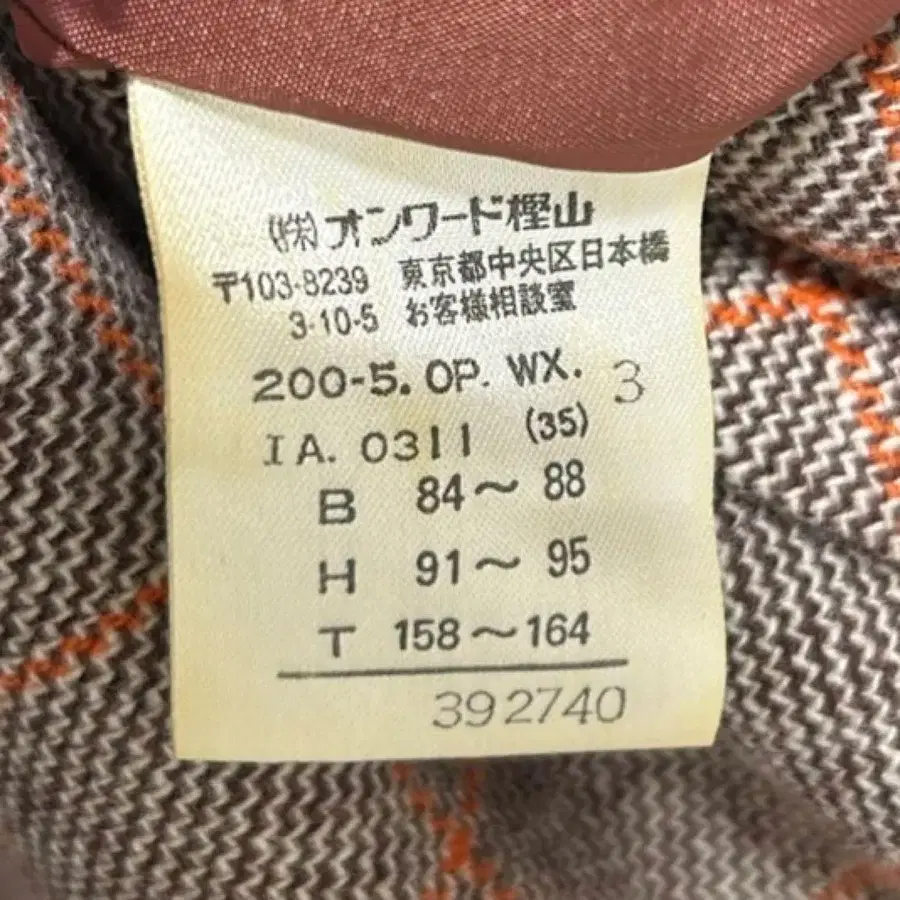 (株)オンワード樫山
〒103-8239 東京都中央区日本橋
3-10-5 お客様相談室
200-5. OP. WX. 3
IA. 0311 (35)
B 84～88
H 91～95
T 158～164
392740